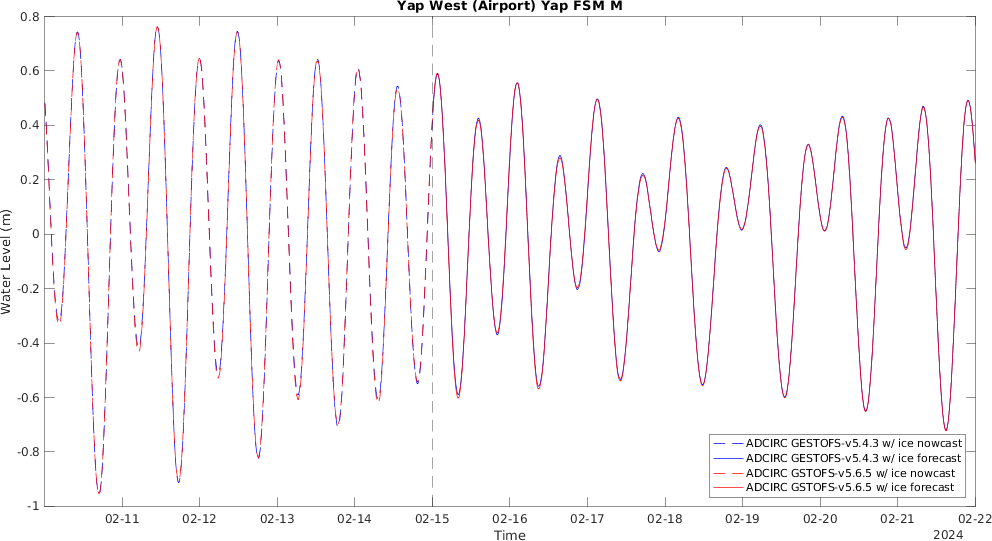 Yap West (Airport) Yap FSM M
Water Level (m)
0.8
0.6
0.4
0.2
0
-0.2
-0.4
-0.6
-0.8
-1
ADCIRC GESTOFS-v5.4.3 w/ ice nowcast
ADCIRC GESTOFS-v5.4.3 w/ ice forecast
ADCIRC GSTOFS-v5.6.5 w/ ice nowcast
ADCIRC GSTOFS-v5.6.5 w/ ice forecast
02-11 02-12 02-13 02-14 02-15 02-16 02-17 02-18 02-19 02-20 02-21 02-22
Time
2024